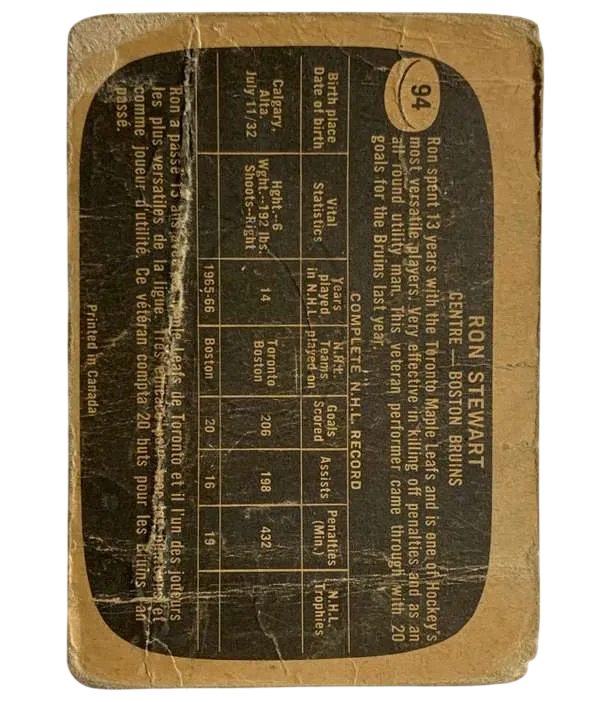 94
RON STEWART
CENTRE — BOSTON BRUINS
Ron spent 13 years with the Toronto Maple Leafs and is one of Hockey's
most versatile players. Very effective in killing off penalties and as an
all round utility man. This veteran performer came through with 20
goals for the Bruins last year.
COMPLETE N.H.L. RECORD
Birth place Vital Years N.H.L. Goals Assists Penalties N.H.L.
Date of birth Statistics played Teams Scored (Min.) Trophies
in N.H.L. played on
Calgary, Hght.--6 14 Toronto 206 198 432
Alta. Wght.--192 lbs. Boston
July 11/32 Shoots--Right
1965-66 Boston 20 16 19
Ron a passé 13 ans Leafs de Toronto et il l'un des joueurs
les plus versatiles de la ligue. Très et
comme joueur d'utilité. Ce vétéran compta 20 buts pour les Bruins l'an
passé.
Printed in Canada